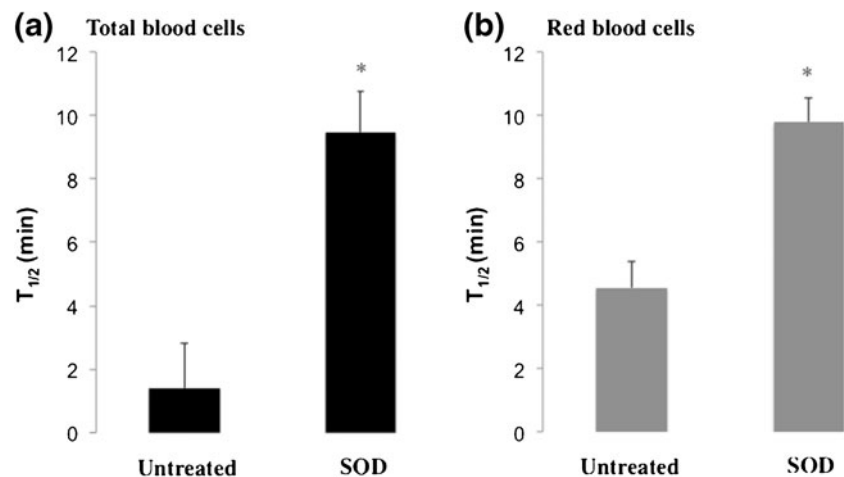 (a) Total blood cells
12
10
8
6
4
2
0
T1/2 (min)
*
Untreated
SOD
(b) Red blood cells
12
10
8
6
4
2
0
T1/2 (min)
*
Untreated
SOD